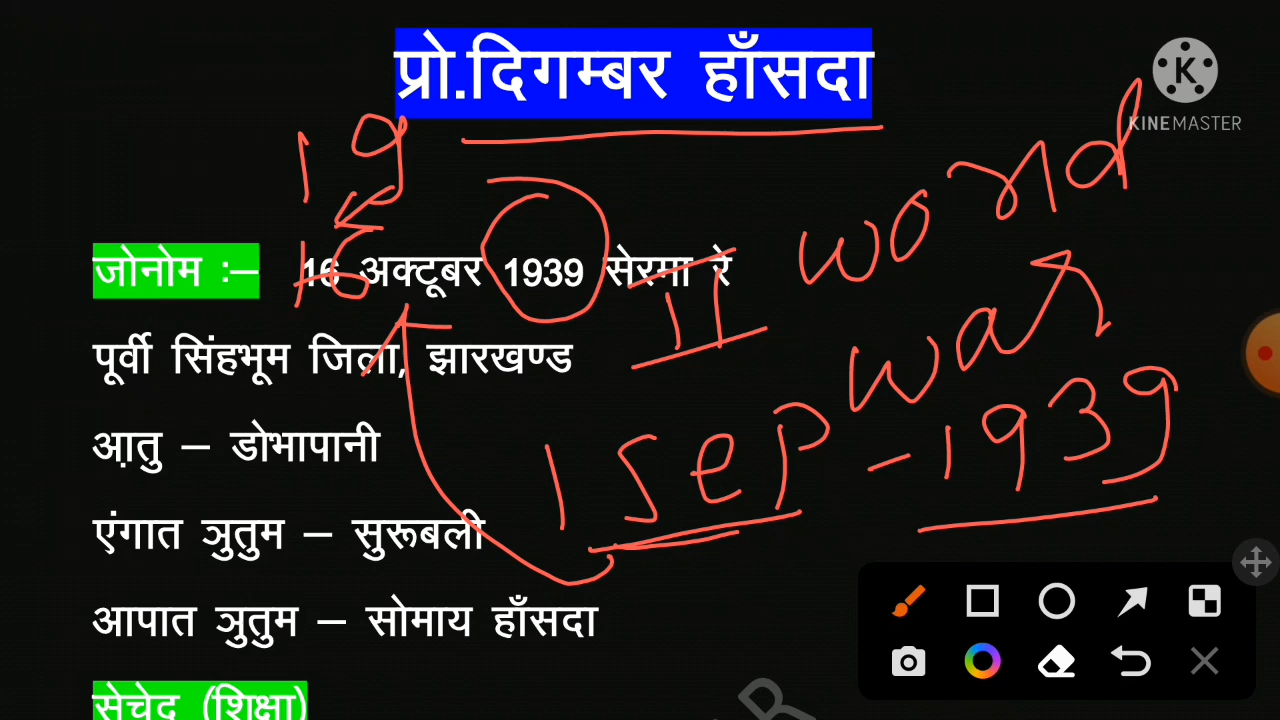 प्रो.दिगम्बर हाँसदा
KINEMASTER
19
world
16
जोनोम :– 16 अक्टूबर 1939 सेरमा रे
II
war
पूर्वी सिंहभूम जिला, झारखण्ड
1 Sep - 1939
आ़तु – डोभापानी
एंगात ञुतुम – सुरूबली
आपात ञुतुम – सोमाय हाँसदा
सेचेद (शिक्षा)